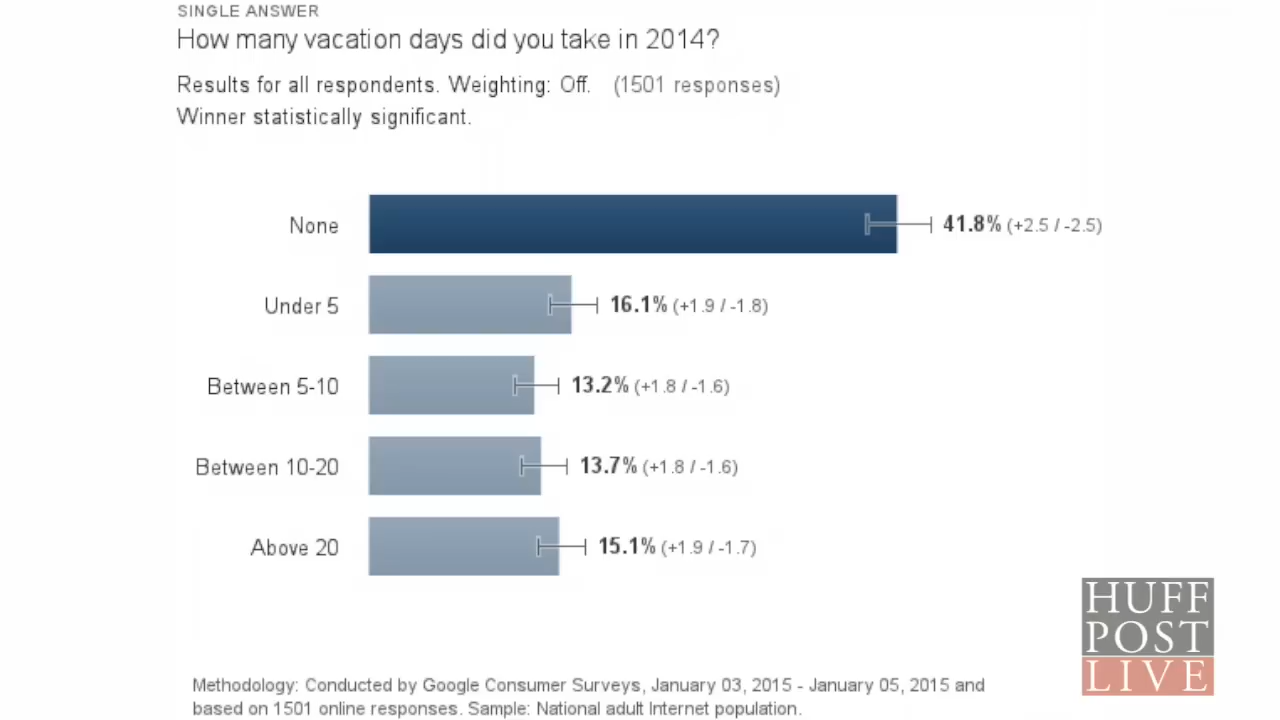 SINGLE ANSWER
How many vacation days did you take in 2014?
Results for all respondents. Weighting: Off. (1501 responses)
Winner statistically significant.
None 41.8% (+2.5 / -2.5)
Under 5 16.1% (+1.9 / -1.8)
Between 5-10 13.2% (+1.8 / -1.6)
Between 10-20 13.7% (+1.8 / -1.6)
Above 20 15.1% (+1.9 / -1.7)
HUFF
POST
LIVE
Methodology: Conducted by Google Consumer Surveys, January 03, 2015 - January 05, 2015 and
based on 1501 online responses. Sample: National adult Internet population.